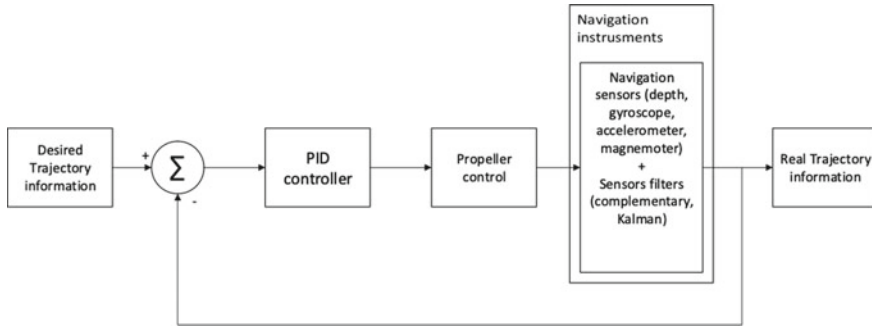 Navigation
instrusments
Navigation
sensors (depth,
gyroscope,
accelerometer,
magnemoter)
+
Sensors filters
(complementary,
Kalman)
Desired
Trajectory
information
+
Σ
-
PID
controller
Propeller
control
Real Trajectory
information